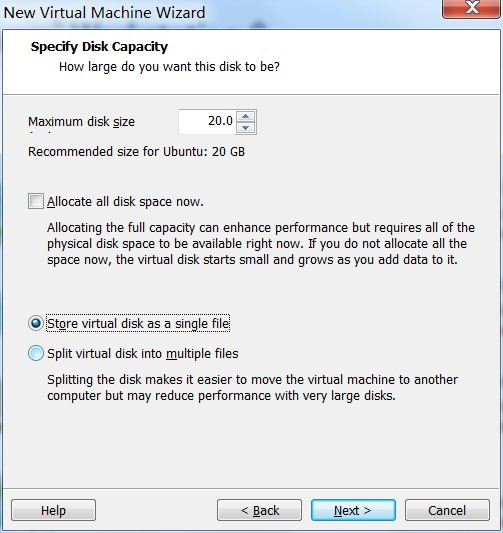 New Virtual Machine Wizard
Specify Disk Capacity
How large do you want this disk to be?
Maximum disk size
20.0
Recommended size for Ubuntu: 20 GB
Allocate all disk space now.
Allocating the full capacity can enhance performance but requires all of the
physical disk space to be available right now. If you do not allocate all the
space now, the virtual disk starts small and grows as you add data to it.
Store virtual disk as a single file
Split virtual disk into multiple files
Splitting the disk makes it easier to move the virtual machine to another
computer but may reduce performance with very large disks.
Help
< Back
Next >
Cancel